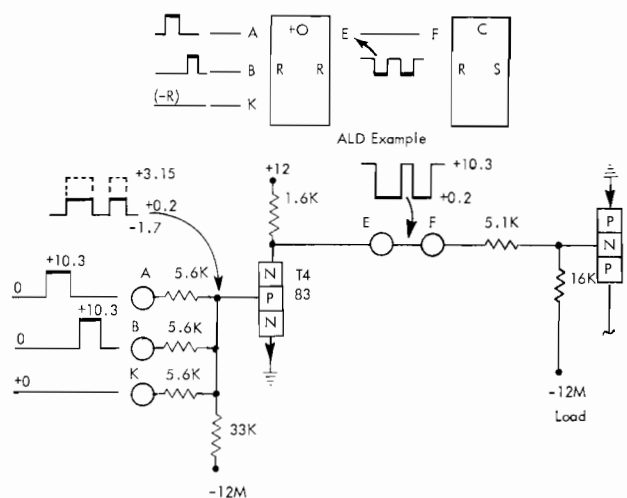 A +O E F C
B R R R S
(-R) K
ALD Example
+3.15
+0.2
-1.7
+12
1.6K
+10.3
+0.2
E F 5.1K
P
N
P
N T4
P 83
N
16K
-12M
Load
+10.3
0
A 5.6K
+10.3
0
B 5.6K
+0
K 5.6K
33K
-12M